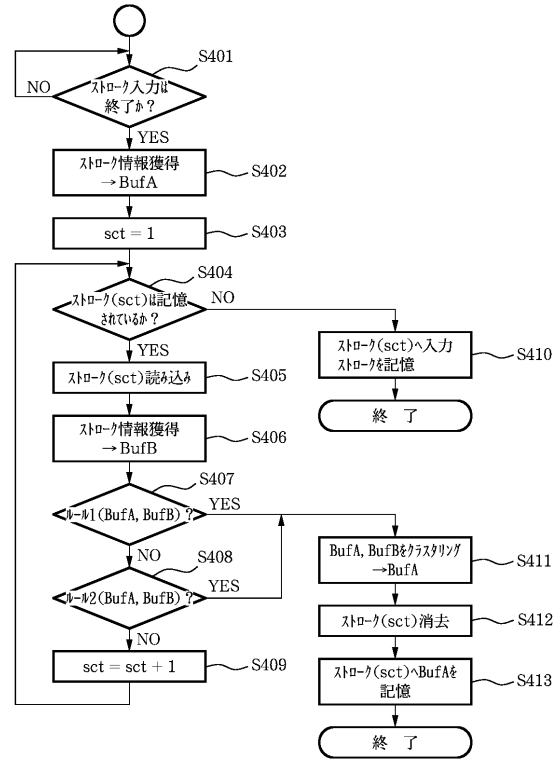 S401
ｽﾄﾛｰｸ入力は
終了か？
NO
YES
ｽﾄﾛｰｸ情報獲得
→BufA
S402
sct = 1
S403
S404
ｽﾄﾛｰｸ(sct)は記憶
されているか？
NO
YES
ｽﾄﾛｰｸ(sct)へ入力
ｽﾄﾛｰｸを記憶
S410
終　了
ｽﾄﾛｰｸ(sct)読み込み
S405
ｽﾄﾛｰｸ情報獲得
→BufB
S406
S407
ﾙｰﾙ1(BufA, BufB)？
YES
NO
S408
ﾙｰﾙ2(BufA, BufB)？
YES
NO
sct = sct + 1
S409
BufA, BufBをｸﾗｽﾀﾘﾝｸﾞ
→BufA
S411
ｽﾄﾛｰｸ(sct)消去
S412
ｽﾄﾛｰｸ(sct)へBufAを
記憶
S413
終　了